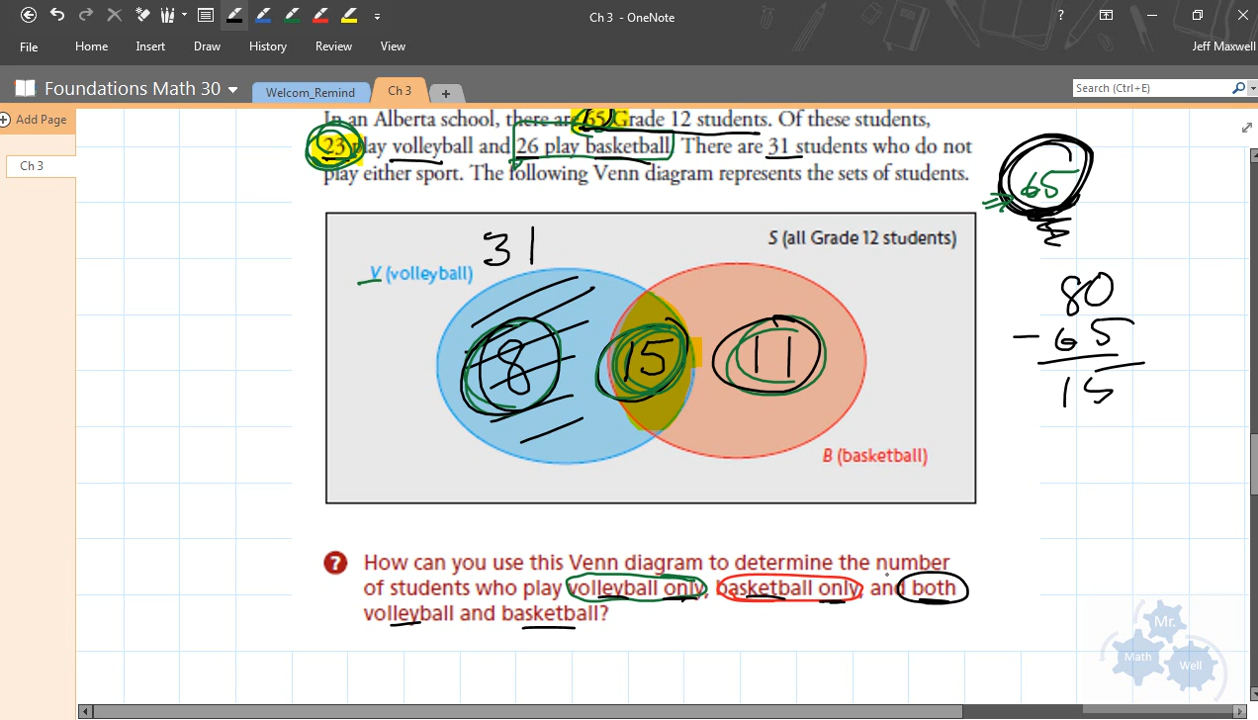 Ch 3 - OneNote
?
File
Home
Insert
Draw
History
Review
View
Jeff Maxwell
Foundations Math 30
Welcom_Remind
Ch 3
+
Search (Ctrl+E)
Add Page
Ch 3
In an Alberta school, there are 65 Grade 12 students. Of these students,
23 play volleyball and 26 play basketball. There are 31 students who do not
play either sport. The following Venn diagram represents the sets of students.
65
31
S (all Grade 12 students)
V (volleyball)
80
- 65
15
8
15
11
B (basketball)
? How can you use this Venn diagram to determine the number
of students who play volleyball only, basketball only, and both
volleyball and basketball?
Mr.
Math
Well